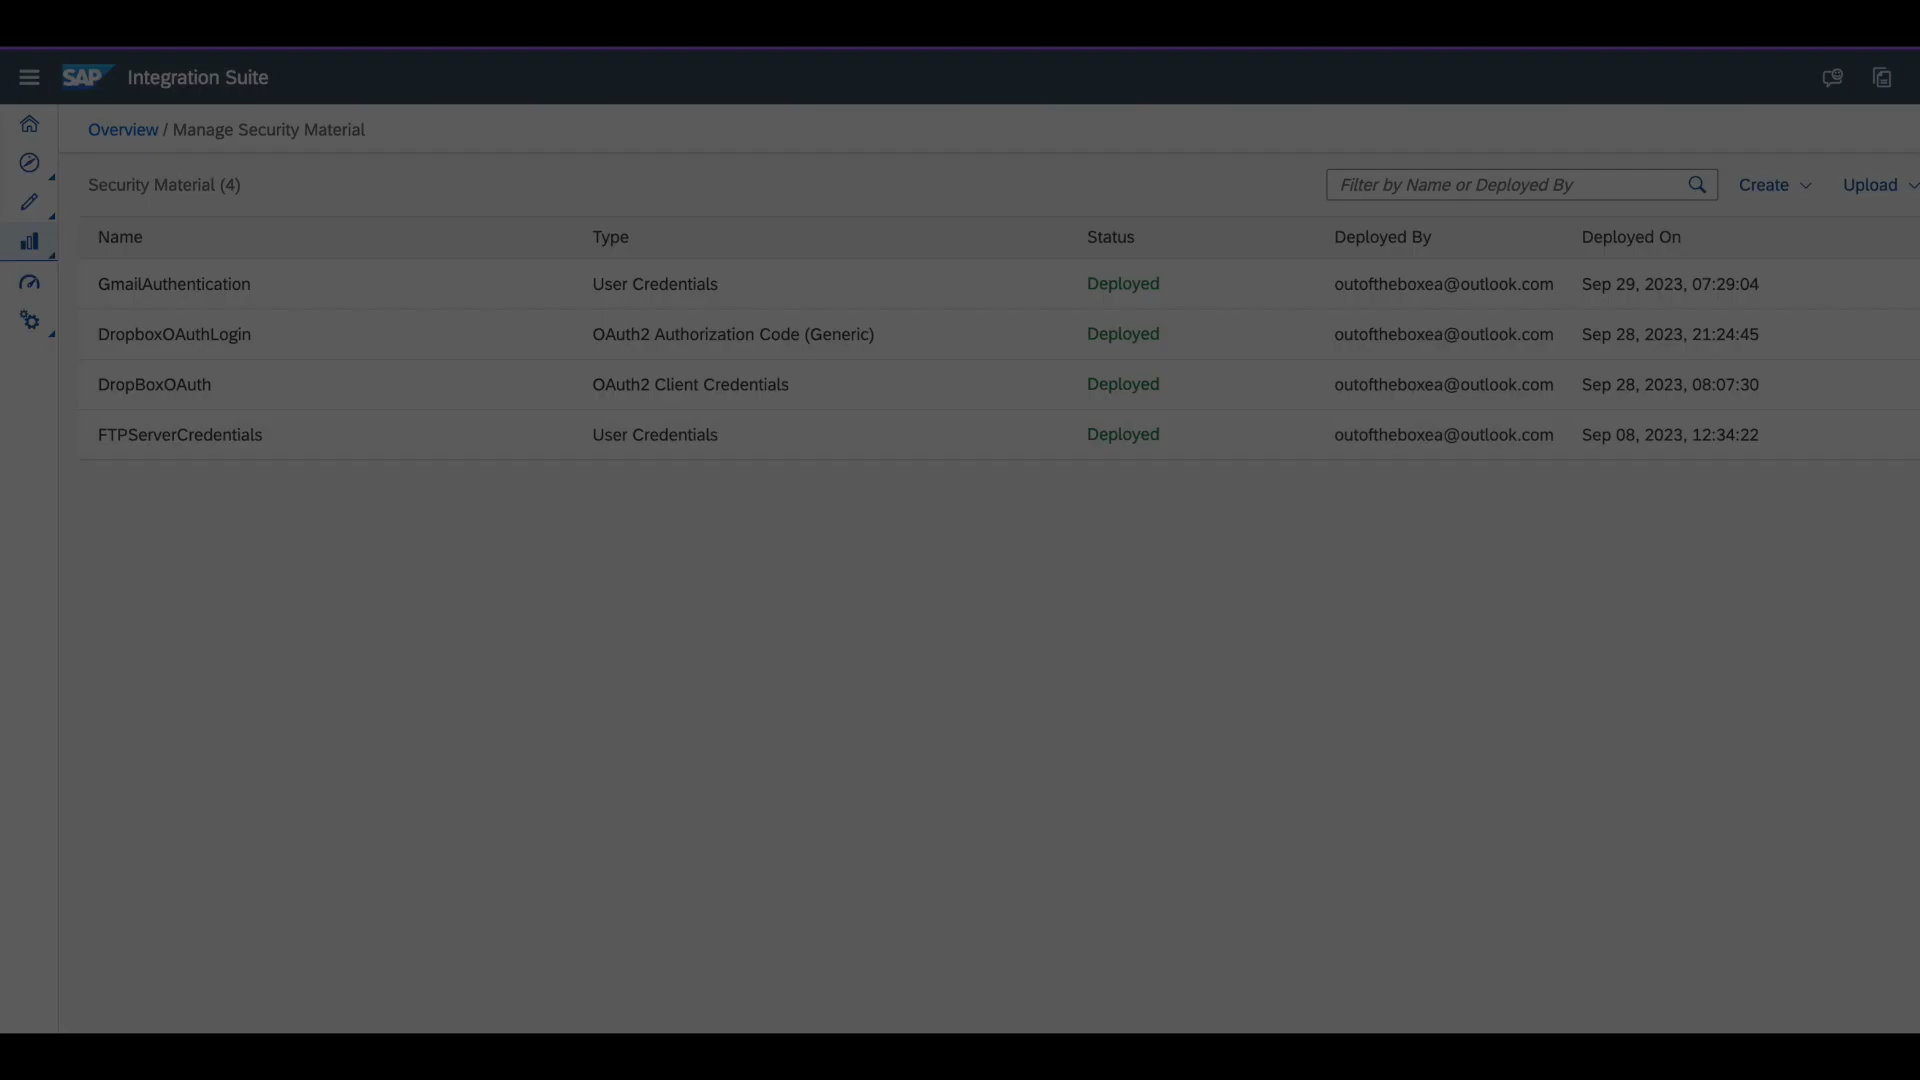 SAP Integration Suite
Overview / Manage Security Material
Security Material (4)
Filter by Name or Deployed By
Create
Upload
Name Type Status Deployed By Deployed On
GmailAuthentication User Credentials Deployed outoftheboxea@outlook.com Sep 29, 2023, 07:29:04
DropboxOAuthLogin OAuth2 Authorization Code (Generic) Deployed outoftheboxea@outlook.com Sep 28, 2023, 21:24:45
DropBoxOAuth OAuth2 Client Credentials Deployed outoftheboxea@outlook.com Sep 28, 2023, 08:07:30
FTPServerCredentials User Credentials Deployed outoftheboxea@outlook.com Sep 08, 2023, 12:34:22